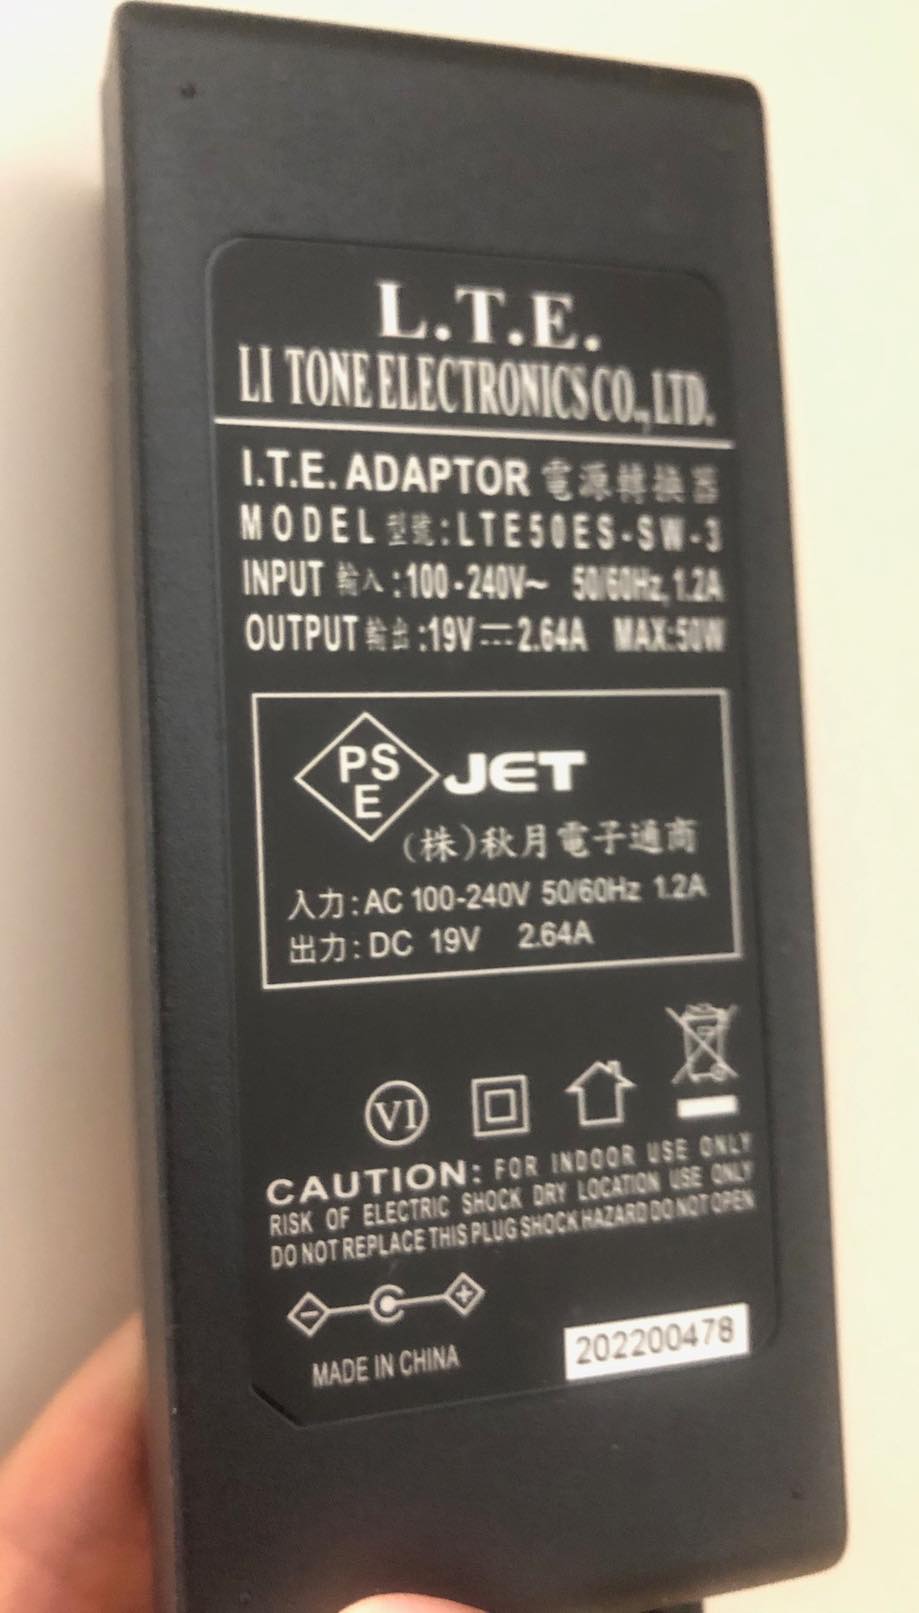 L.T.E.
LI TONE ELECTRONICS CO., LTD.
I.T.E. ADAPTOR 電源轉換器
MODEL 型號:LTE50ES-SW-3
INPUT 輸入:100-240V~ 50/60Hz, 1.2A
OUTPUT 輸出:19V⎓2.64A MAX:50W
PS
E
JET
(株)秋月電子通商
入力:AC 100-240V 50/60Hz 1.2A
出力:DC 19V 2.64A
VI
CAUTION: FOR INDOOR USE ONLY
RISK OF ELECTRIC SHOCK DRY LOCATION USE ONLY
DO NOT REPLACE THIS PLUG SHOCK HAZARD DO NOT OPEN
- +
MADE IN CHINA
202200478